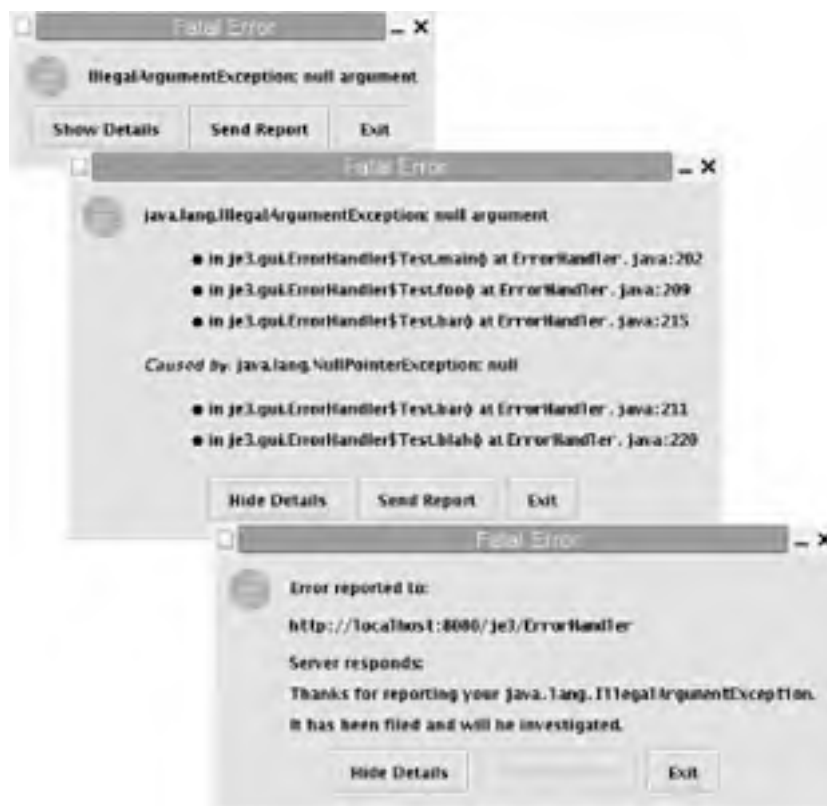 Fatal Error
IllegalArgumentException: null argument
Show Details Send Report Exit
Fatal Error
java.lang.IllegalArgumentException: null argument
• in je3.gui.ErrorHandler$Test.main() at ErrorHandler.java:202
• in je3.gui.ErrorHandler$Test.foo() at ErrorHandler.java:209
• in je3.gui.ErrorHandler$Test.bar() at ErrorHandler.java:215
Caused by: java.lang.NullPointerException: null
• in je3.gui.ErrorHandler$Test.bar() at ErrorHandler.java:211
• in je3.gui.ErrorHandler$Test.blah() at ErrorHandler.java:220
Hide Details Send Report Exit
Fatal Error
Error reported to:
http://localhost:8080/je3/ErrorHandler
Server responds:
Thanks for reporting your java.lang.IllegalArgumentException.
It has been filed and will be investigated.
Hide Details Exit